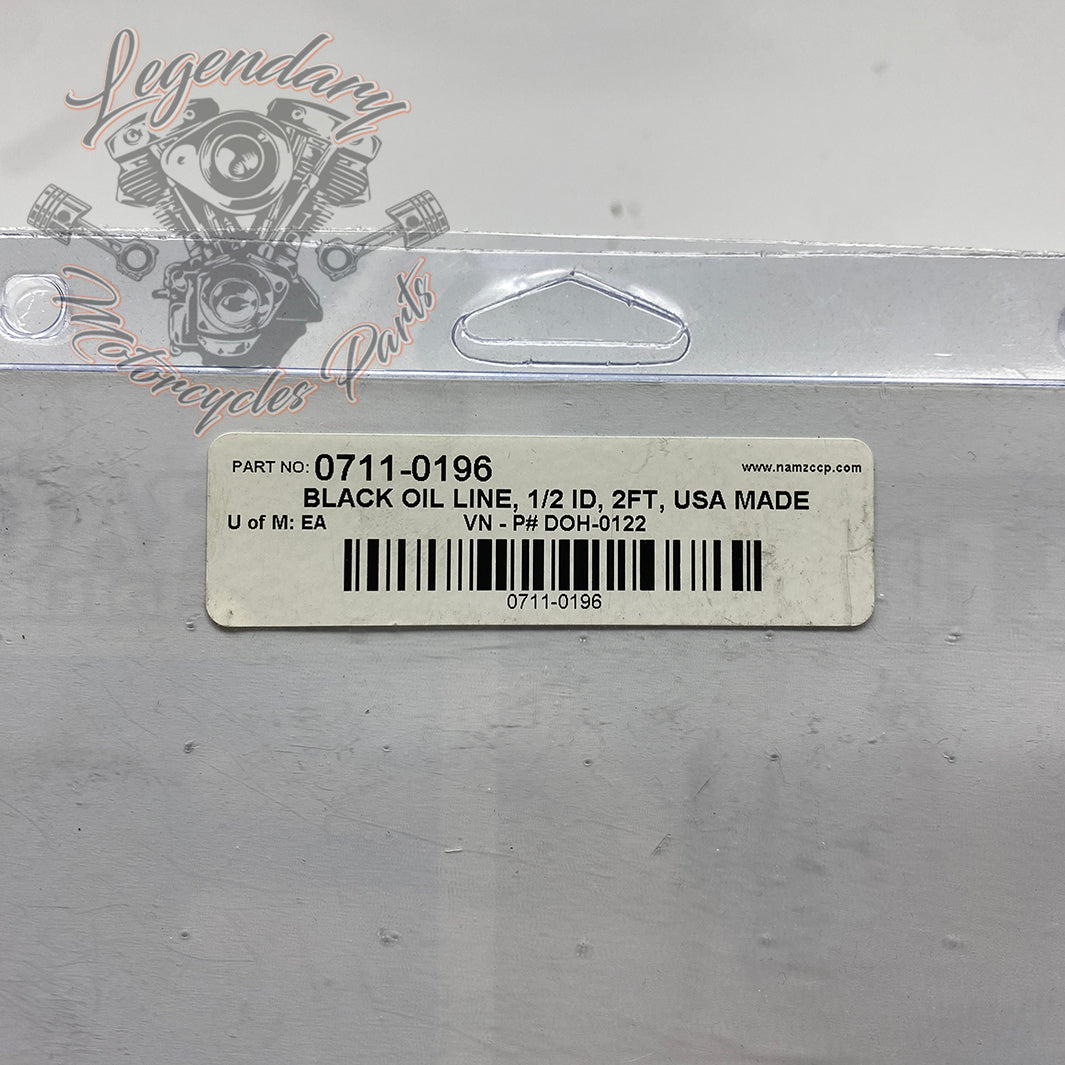 Legendary
Motorcycles Parts
PART NO: 0711-0196
www.namzccp.com
BLACK OIL LINE, 1/2 ID, 2FT, USA MADE
U of M: EA
VN - P# DOH-0122
0711-0196